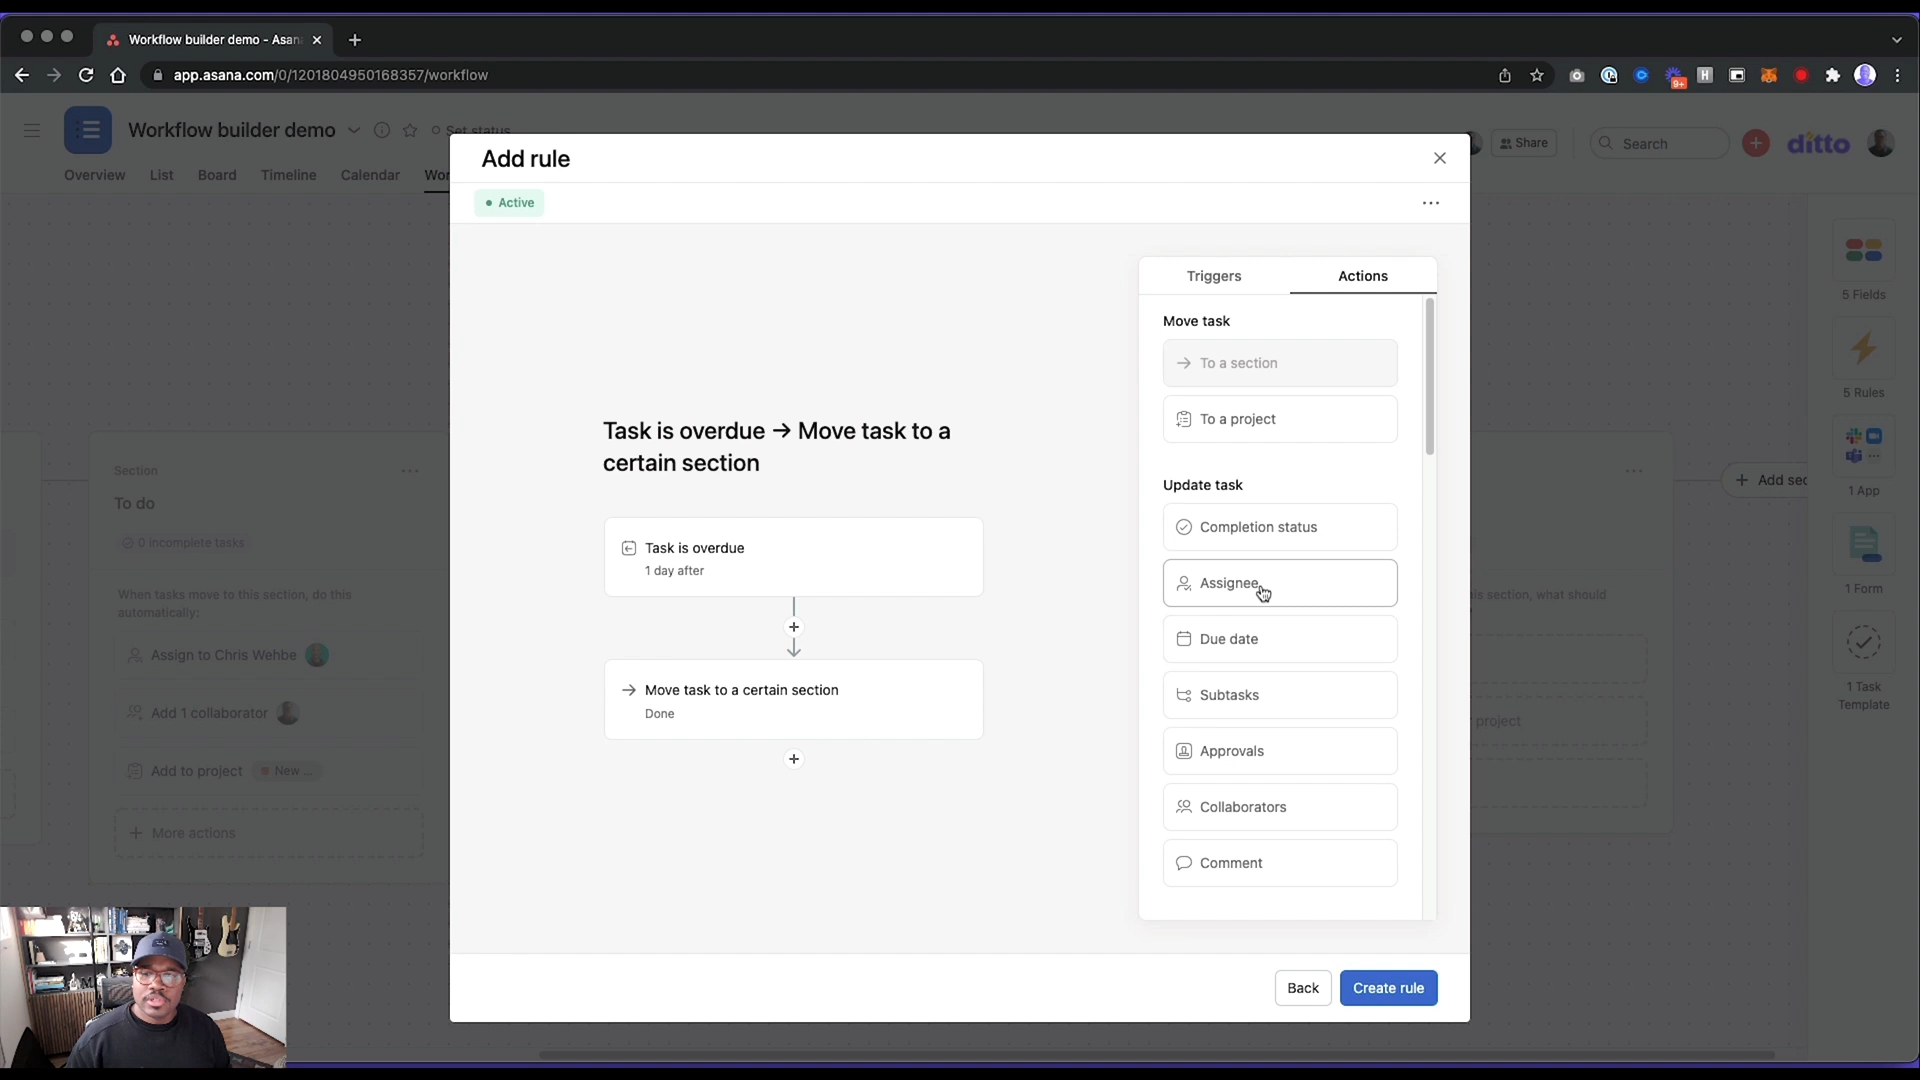 Workflow builder demo - Asan
app.asana.com/0/1201804950168357/workflow
9+
H
Workflow builder demo
Set status
Share
Search
ditto
Overview
List
Board
Timeline
Calendar
Wor
Add rule
Active
Triggers
Actions
Move task
To a section
To a project
Update task
Completion status
Assignee
Due date
Subtasks
Approvals
Collaborators
Comment
Task is overdue → Move task to a
certain section
Task is overdue
1 day after
Move task to a certain section
Done
Back
Create rule
Section
To do
0 incomplete tasks
When tasks move to this section, do this
automatically:
Assign to Chris Wehbe
Add 1 collaborator
Add to project
New ...
+ More actions
+ Add sec
is section, what should
project
5 Fields
5 Rules
1 App
1 Form
1 Task
Template